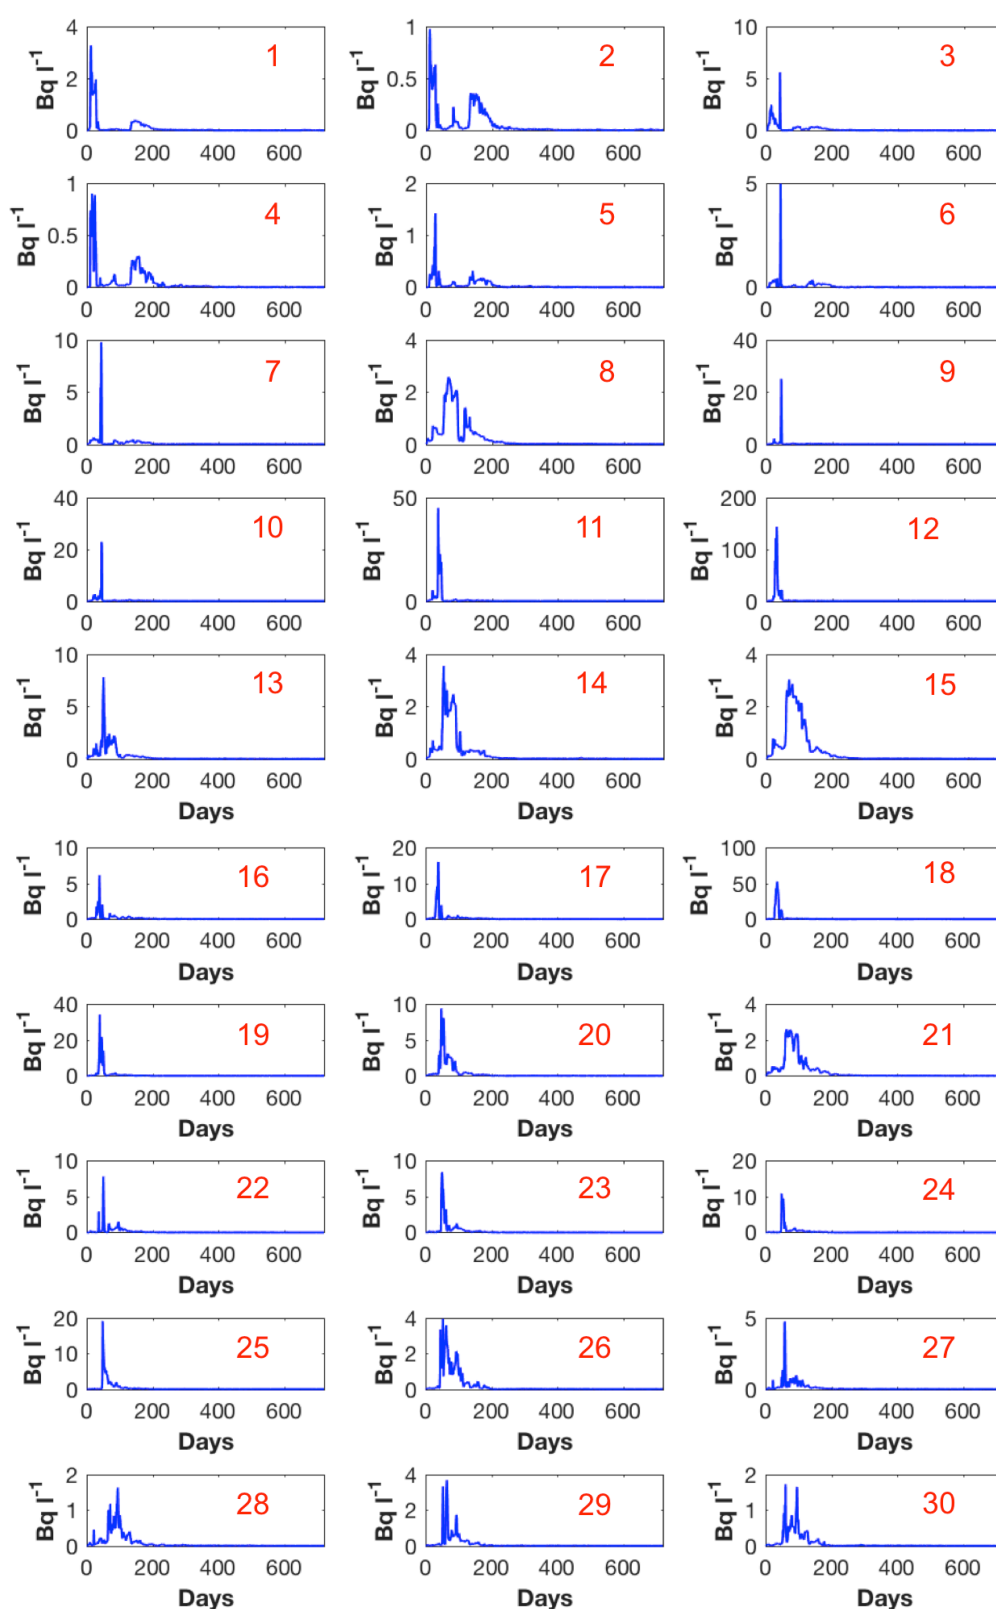 4 1 1 2 10 3
Bq l-1 2 Bq l-1 0.5 Bq l-1 5
0 0 0
0 200 400 600 0 200 400 600 0 200 400 600
1 4 2 5 5 6
Bq l-1 0.5 Bq l-1 1 Bq l-1
0 0 0
0 200 400 600 0 200 400 600 0 200 400 600
10 7 4 8 40 9
Bq l-1 5 Bq l-1 2 Bq l-1 20
0 0 0
0 200 400 600 0 200 400 600 0 200 400 600
40 10 50 11 200 12
Bq l-1 20 Bq l-1 Bq l-1 100
0 0 0
0 200 400 600 0 200 400 600 0 200 400 600
10 13 4 14 4 15
Bq l-1 5 Bq l-1 2 Bq l-1 2
0 0 0
0 200 400 600 0 200 400 600 0 200 400 600
Days Days Days
10 16 20 17 100 18
Bq l-1 5 Bq l-1 10 Bq l-1 50
0 0 0
0 200 400 600 0 200 400 600 0 200 400 600
Days Days Days
40 19 10 20 4 21
Bq l-1 20 Bq l-1 5 Bq l-1 2
0 0 0
0 200 400 600 0 200 400 600 0 200 400 600
Days Days Days
10 22 10 23 20 24
Bq l-1 5 Bq l-1 5 Bq l-1 10
0 0 0
0 200 400 600 0 200 400 600 0 200 400 600
Days Days Days
20 25 4 26 5 27
Bq l-1 10 Bq l-1 2 Bq l-1
0 0 0
0 200 400 600 0 200 400 600 0 200 400 600
Days Days Days
2 28 4 29 2 30
Bq l-1 1 Bq l-1 2 Bq l-1 1
0 0 0
0 200 400 600 0 200 400 600 0 200 400 600
Days Days Days